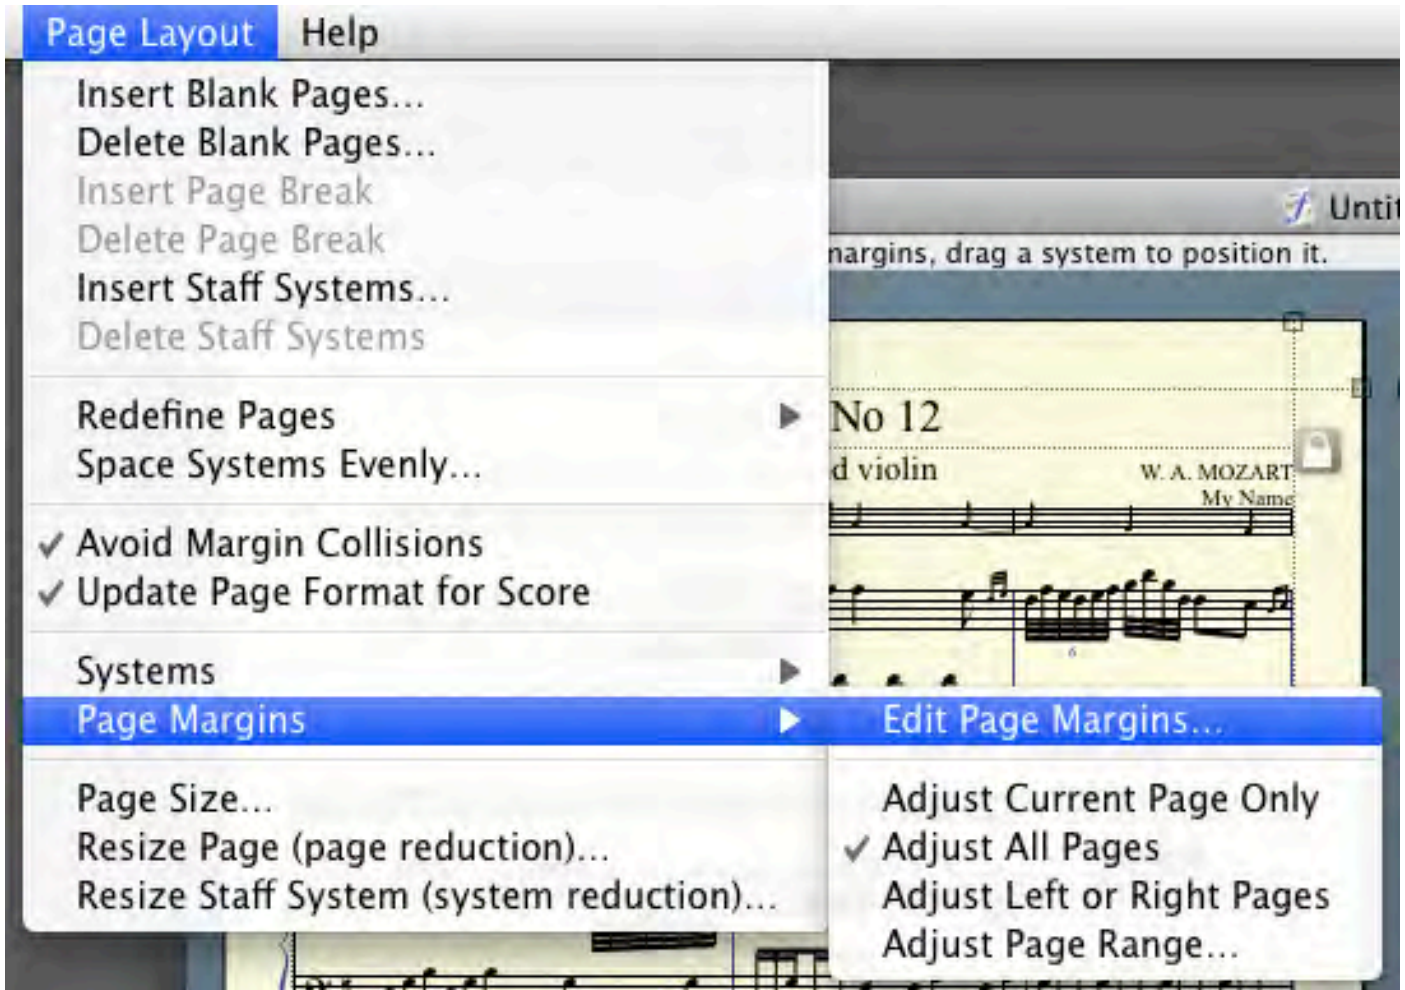 Page Layout Help
Insert Blank Pages...
Delete Blank Pages...
Insert Page Break
Delete Page Break
Insert Staff Systems...
Delete Staff Systems
Redefine Pages
Space Systems Evenly...
Avoid Margin Collisions
Update Page Format for Score
Systems
Page Margins
Page Size...
Resize Page (page reduction)...
Resize Staff System (system reduction)...
Edit Page Margins...
Adjust Current Page Only
Adjust All Pages
Adjust Left or Right Pages
Adjust Page Range...
Untit
margins, drag a system to position it.
No 12
d violin
W. A. MOZART
My Name
6